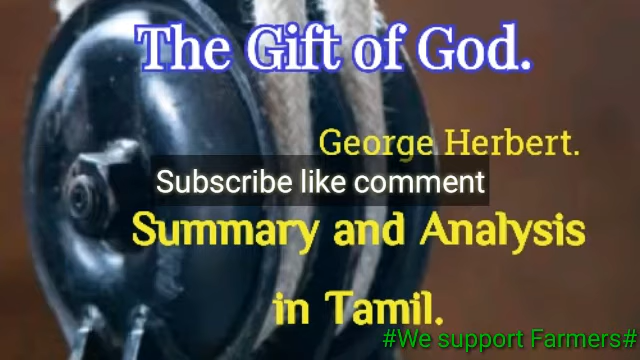 The Gift of God.
George Herbert.
Subscribe like comment
Summary and Analysis
in Tamil.
#We support Farmers#